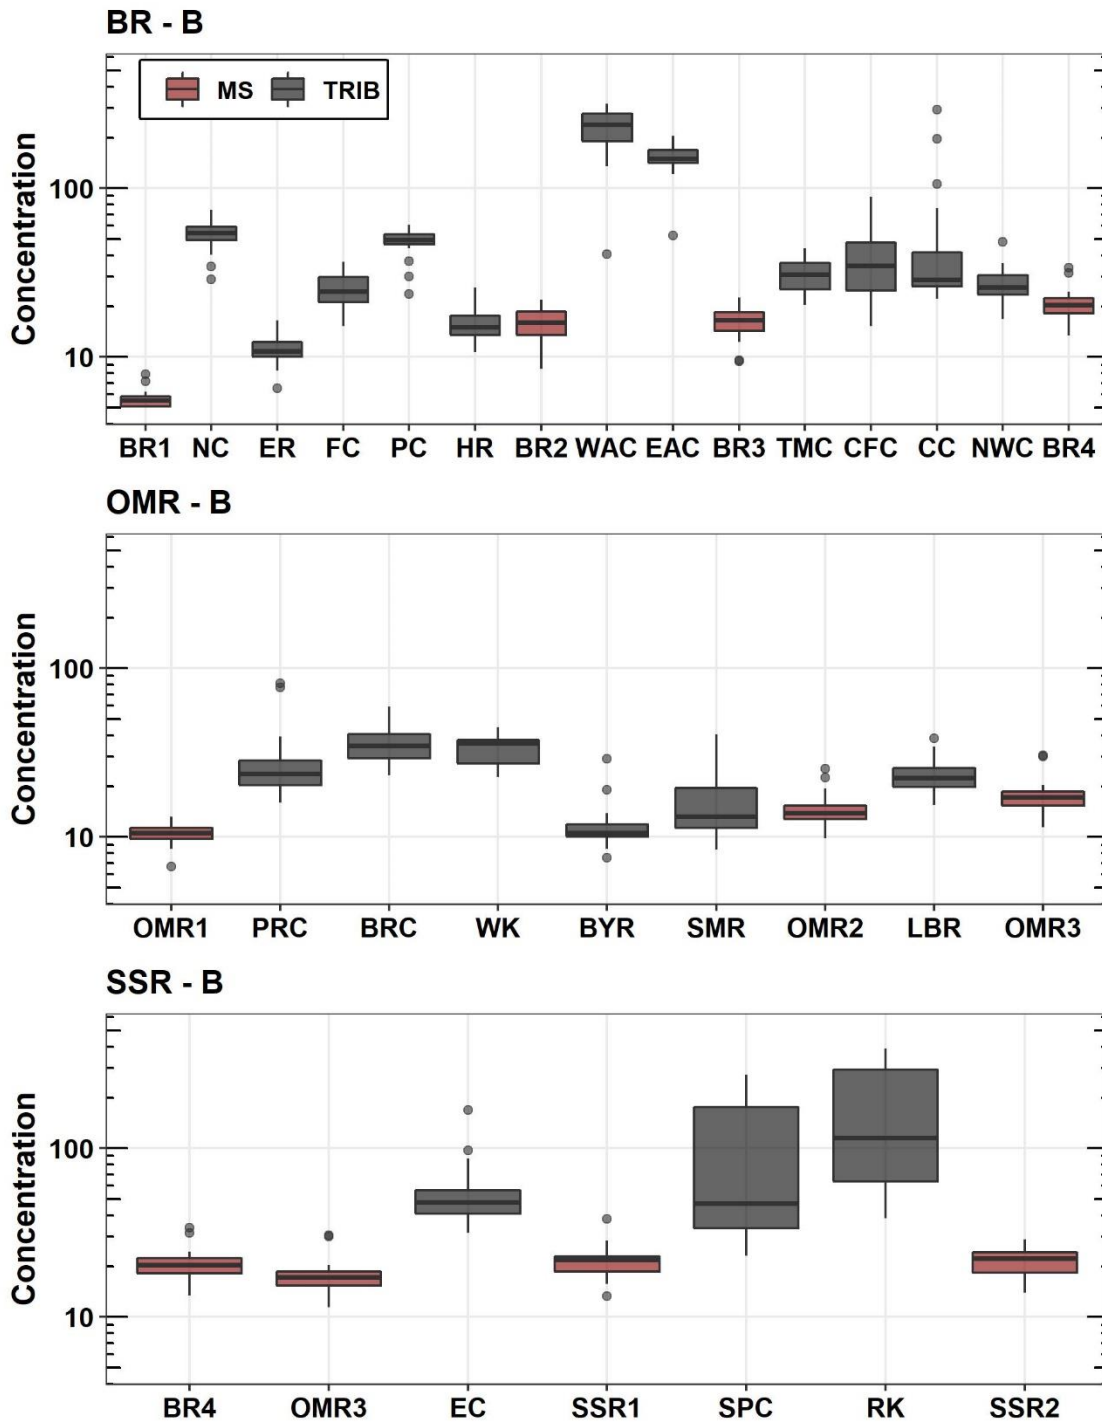 BR - B
MS TRIB
Concentration
100
10
BR1 NC ER FC PC HR BR2 WAC EAC BR3 TMC CFC CC NWC BR4
OMR - B
Concentration
100
10
OMR1 PRC BRC WK BYR SMR OMR2 LBR OMR3
SSR - B
Concentration
100
10
BR4 OMR3 EC SSR1 SPC RK SSR2